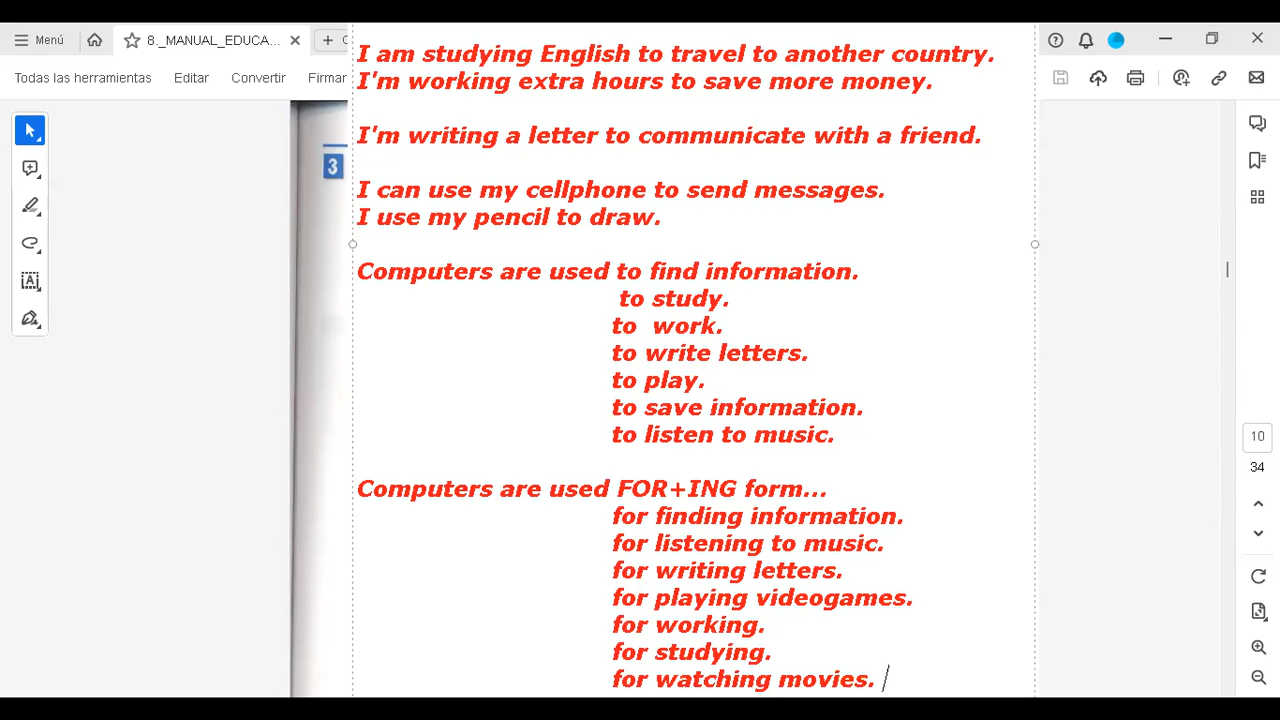 Menú
8._MANUAL_EDUCA...
Todas las herramientas
Editar
Convertir
Firmar
3
I am studying English to travel to another country.
I'm working extra hours to save more money.
I'm writing a letter to communicate with a friend.
I can use my cellphone to send messages.
I use my pencil to draw.
Computers are used to find information.
to study.
to work.
to write letters.
to play.
to save information.
to listen to music.
Computers are used FOR+ING form...
for finding information.
for listening to music.
for writing letters.
for playing videogames.
for working.
for studying.
for watching movies.
10
34